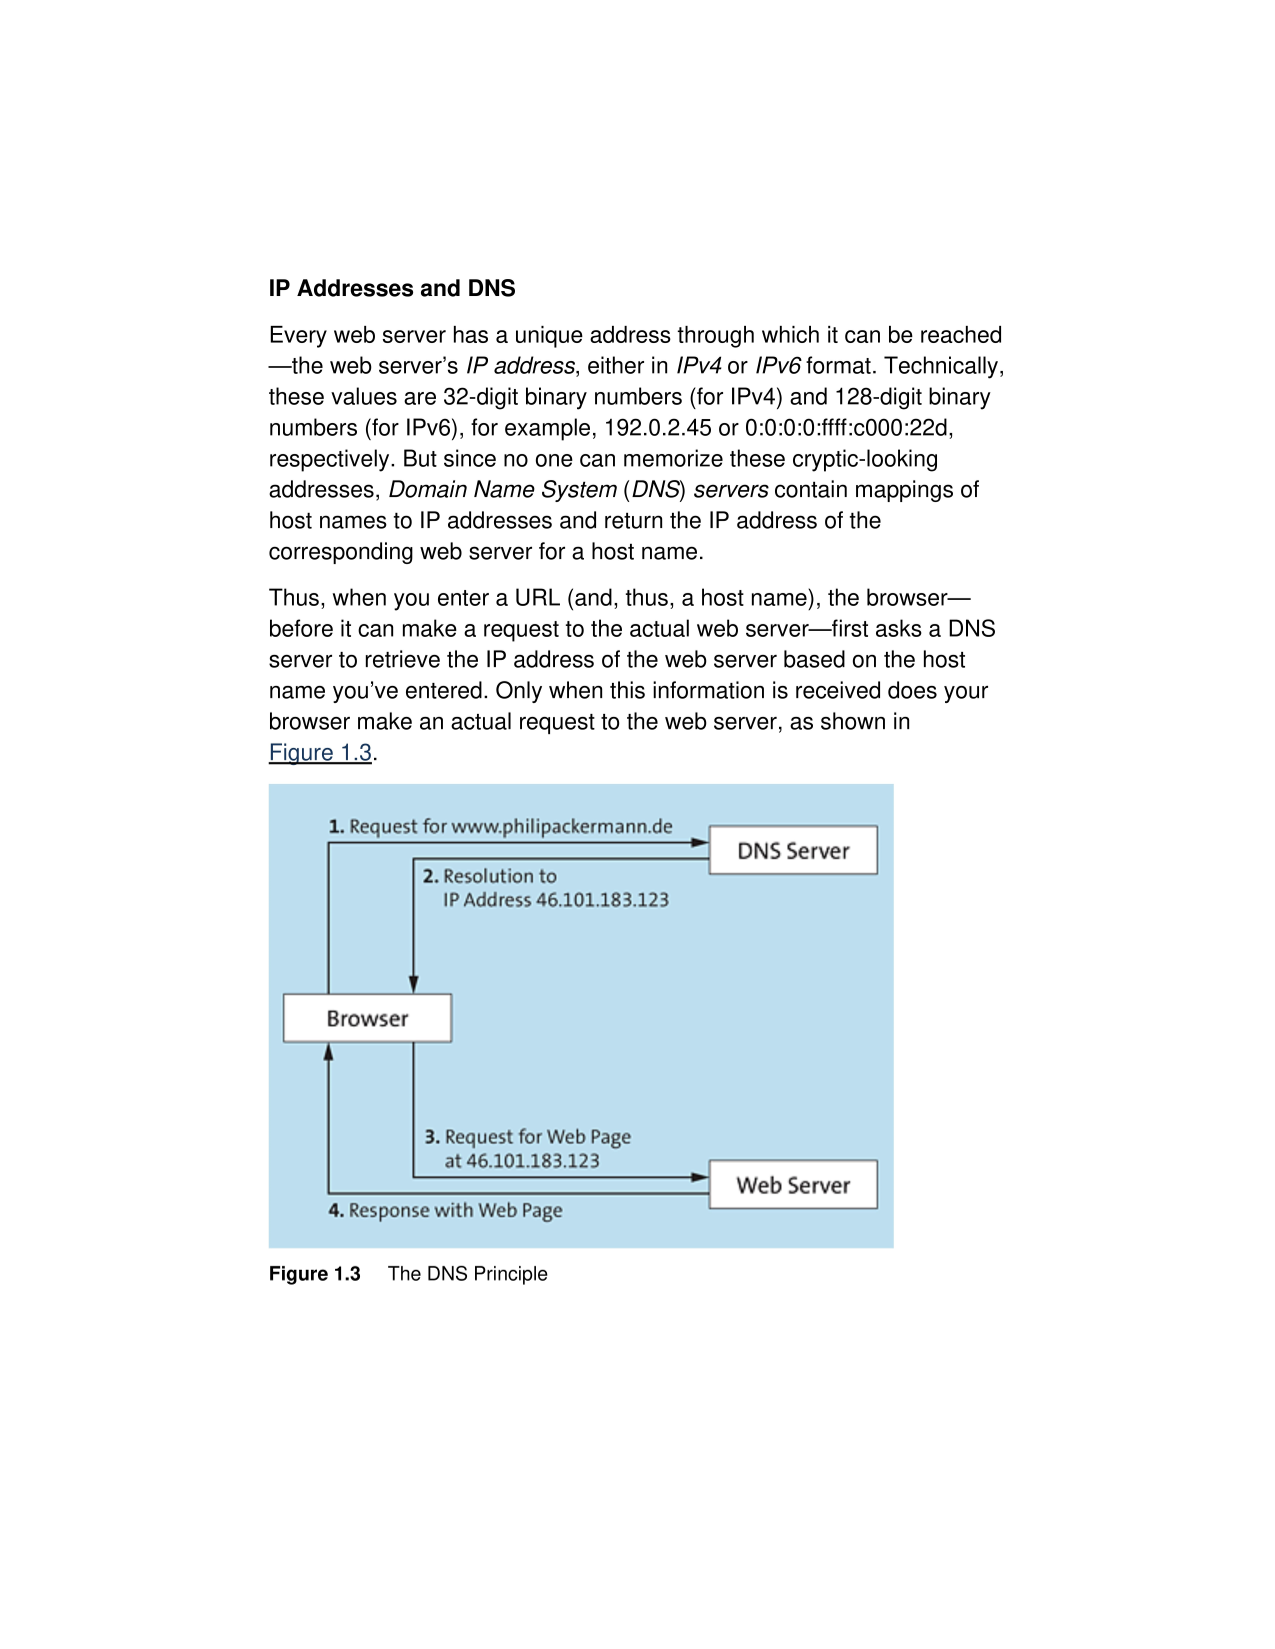 IP Addresses and DNS
Every web server has a unique address through which it can be reached
—the web server’s IP address, either in IPv4 or IPv6 format. Technically,
these values are 32-digit binary numbers (for IPv4) and 128-digit binary
numbers (for IPv6), for example, 192.0.2.45 or 0:0:0:0:ffff:c000:22d,
respectively. But since no one can memorize these cryptic-looking
addresses, Domain Name System (DNS) servers contain mappings of
host names to IP addresses and return the IP address of the
corresponding web server for a host name.
Thus, when you enter a URL (and, thus, a host name), the browser—
before it can make a request to the actual web server—first asks a DNS
server to retrieve the IP address of the web server based on the host
name you’ve entered. Only when this information is received does your
browser make an actual request to the web server, as shown in
Figure 1.3.
1. Request for www.philipackermann.de
DNS Server
2. Resolution to
IP Address 46.101.183.123
Browser
3. Request for Web Page
at 46.101.183.123
Web Server
4. Response with Web Page
Figure 1.3 The DNS Principle